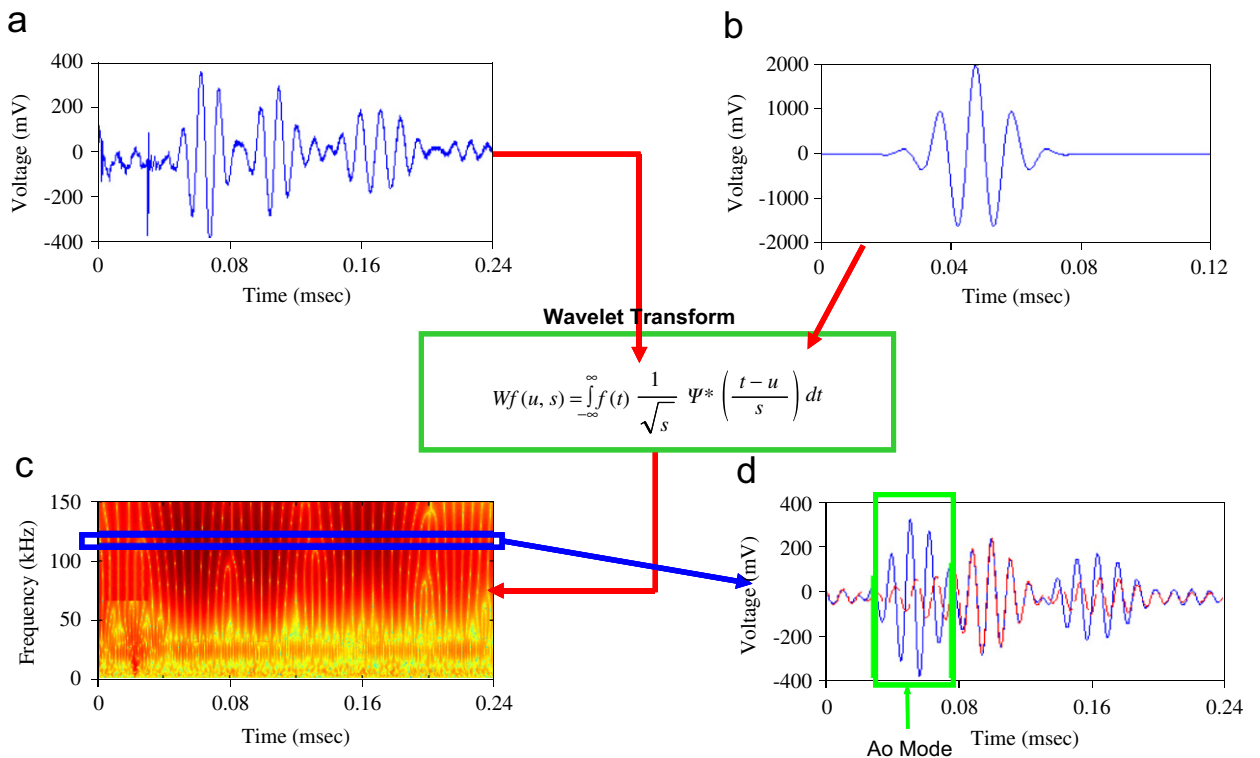 a
400
200
0
-200
-400
Voltage (mV)
0 0.08 0.16 0.24
Time (msec)
b
2000
1000
0
-1000
-2000
Voltage (mV)
0 0.04 0.08 0.12
Time (msec)
Wavelet Transform
Wf(u, s) = ∫_{-∞}^{∞} f(t) 1/√s Ψ* ((t − u)/s) dt
c
150
100
50
0
Frequency (kHz)
0 0.08 0.16 0.24
Time (msec)
d
400
200
0
-200
-400
Voltage (mV)
0 0.08 0.16 0.24
Time (msec)
Ao Mode